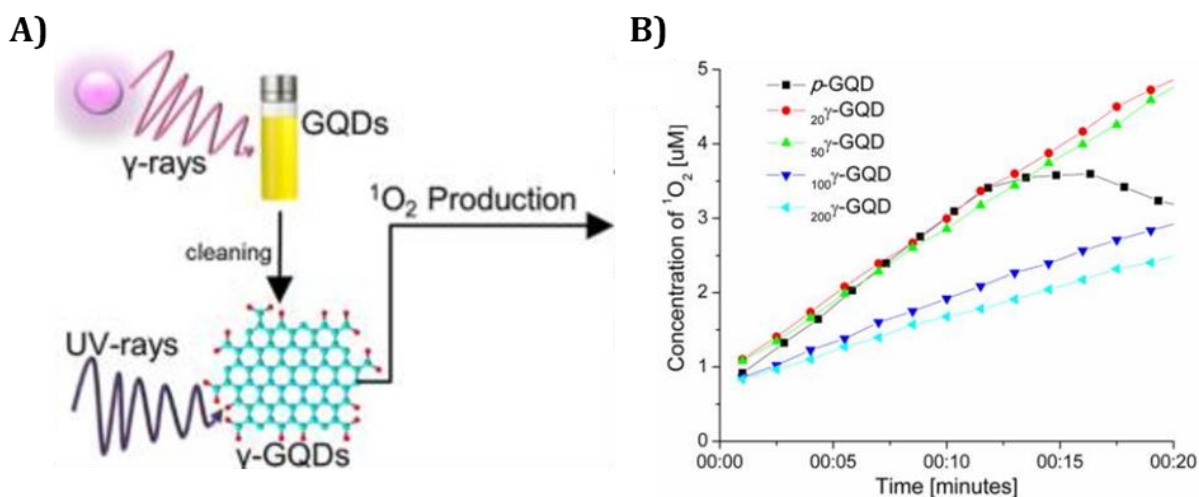 A)
γ-rays
GQDs
cleaning
¹O₂ Production
UV-rays
γ-GQDs
B)
Concentration of ¹O₂ [uM]
5
4
3
2
1
0
p-GQD
₂₀γ-GQD
₅₀γ-GQD
₁₀₀γ-GQD
₂₀₀γ-GQD
00:00 00:05 00:10 00:15 00:20
Time [minutes]